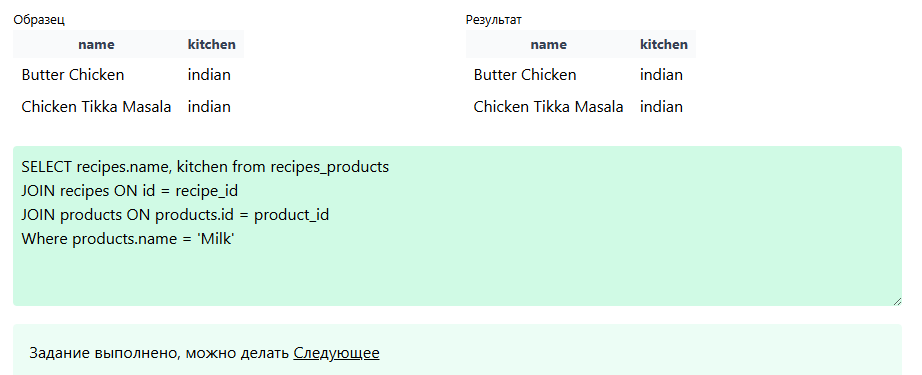 Образец
name kitchen
Butter Chicken indian
Chicken Tikka Masala indian
Результат
name kitchen
Butter Chicken indian
Chicken Tikka Masala indian
SELECT recipes.name, kitchen from recipes_products
JOIN recipes ON id = recipe_id
JOIN products ON products.id = product_id
Where products.name = 'Milk'
Задание выполнено, можно делать Следующее